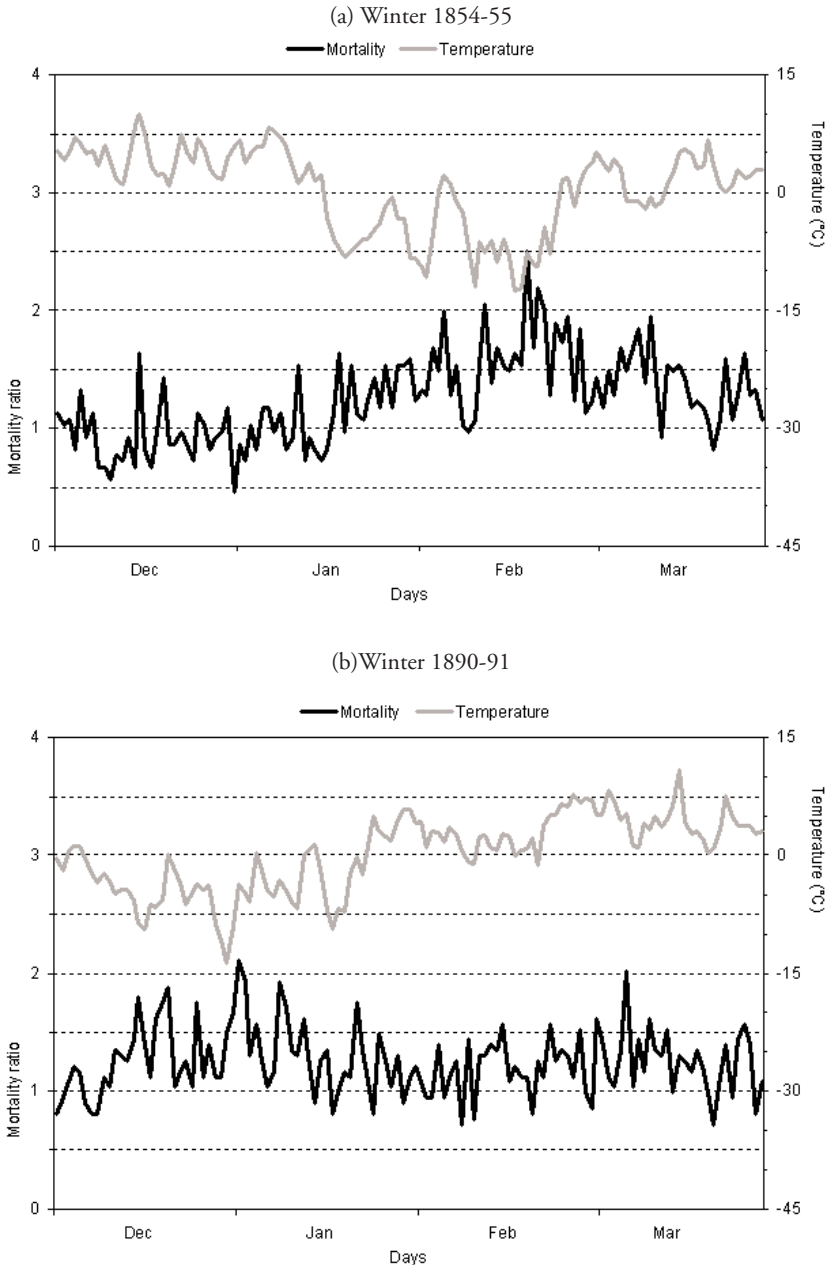 (a) Winter 1854-55
Mortality Temperature
4
3
2
1
0
Mortality ratio
15
0
-15
-30
-45
Temperature (°C)
Dec Jan Feb Mar
Days
(b)Winter 1890-91
Mortality Temperature
4
3
2
1
0
Mortality ratio
15
0
-15
-30
-45
Temperature (°C)
Dec Jan Feb Mar
Days